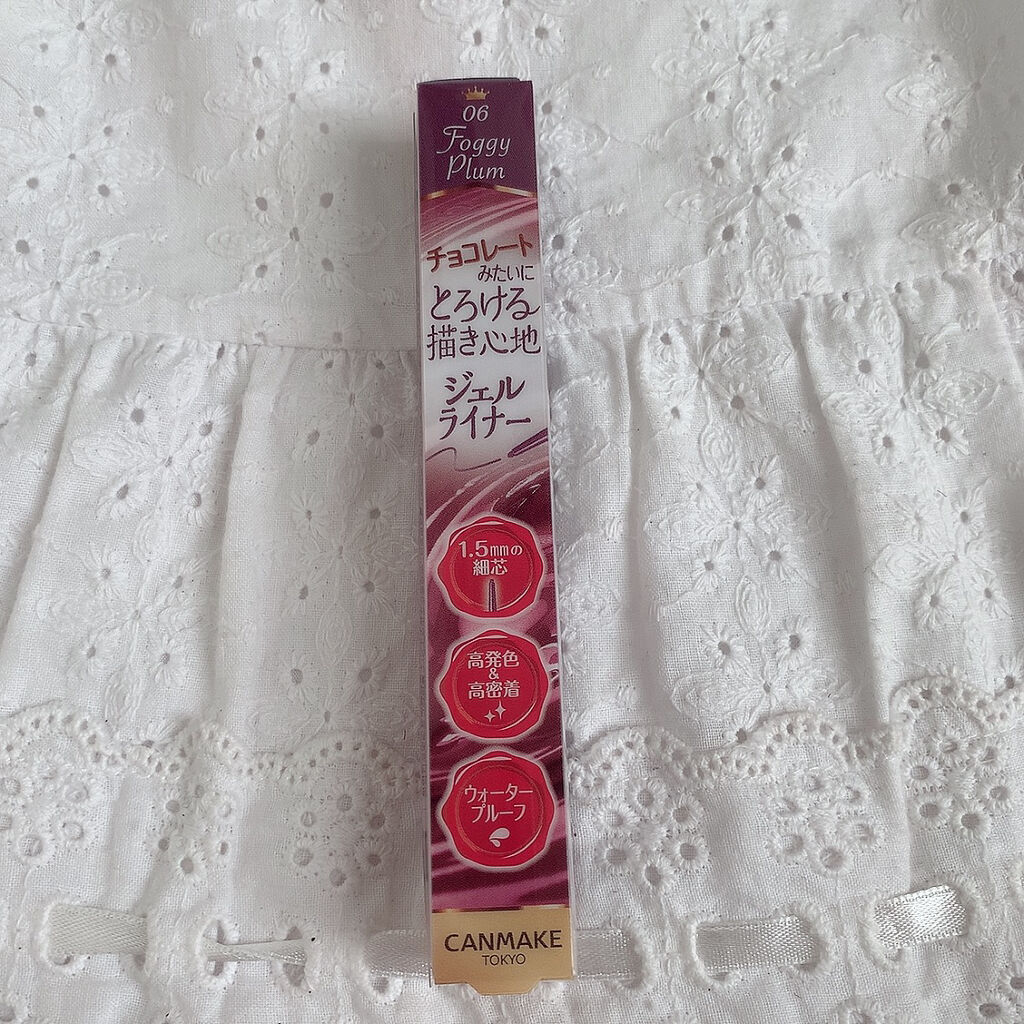 06
Foggy
Plum
チョコレート
みたいに
とろける
描き心地
ジェル
ライナー
1.5mmの
細芯
高発色
&
高密着
ウォーター
プルーフ
CANMAKE
TOKYO